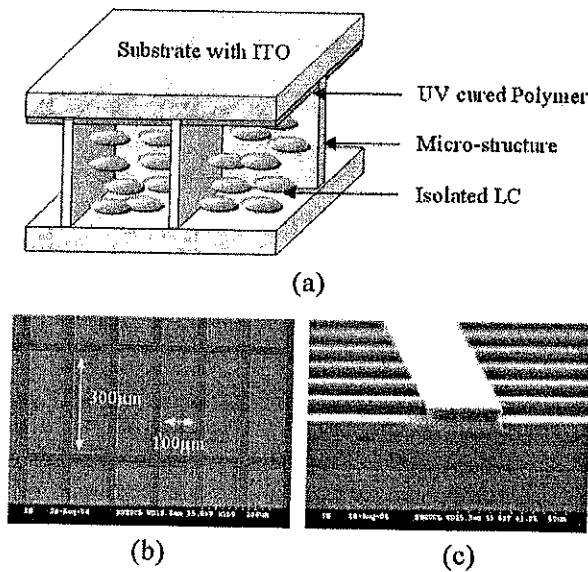 Substrate with ITO
UV cured Polymer
Micro-structure
Isolated LC
(a)
300μm
100μm
(b)
(c)